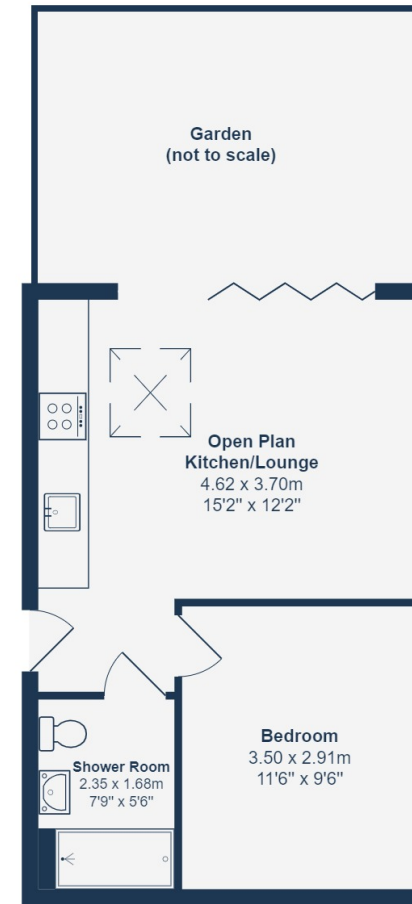 Garden
(not to scale)
Open Plan
Kitchen/Lounge
4.62 x 3.70m
15'2" x 12'2"
Bedroom
3.50 x 2.91m
11'6" x 9'6"
Shower Room
2.35 x 1.68m
7'9" x 5'6"